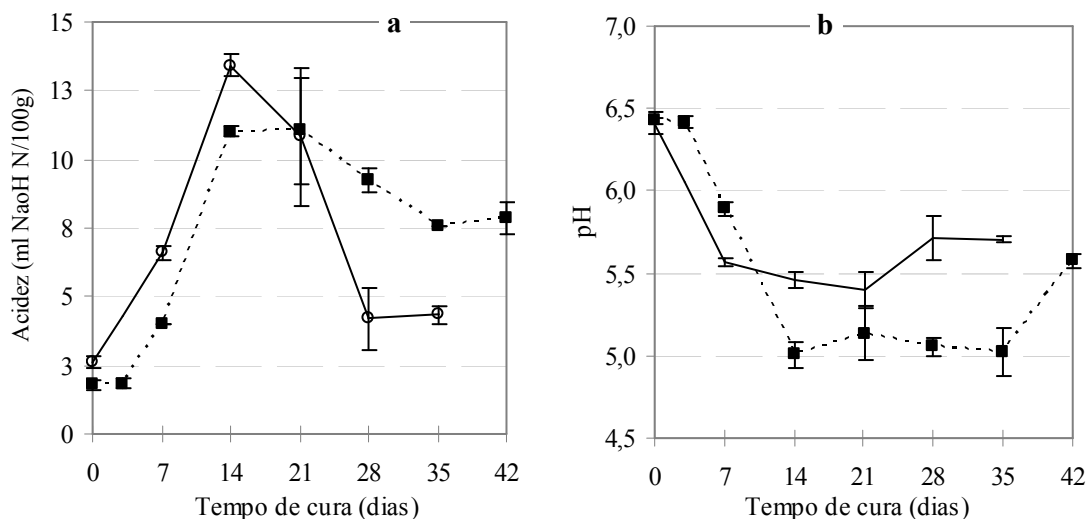 a
15
13
10
8
5
3
0
Acidez (ml NaoH N/100g)
0 7 14 21 28 35 42
Tempo de cura (dias)
b
7,0
6,5
6,0
5,5
5,0
4,5
pH
0 7 14 21 28 35 42
Tempo de cura (dias)